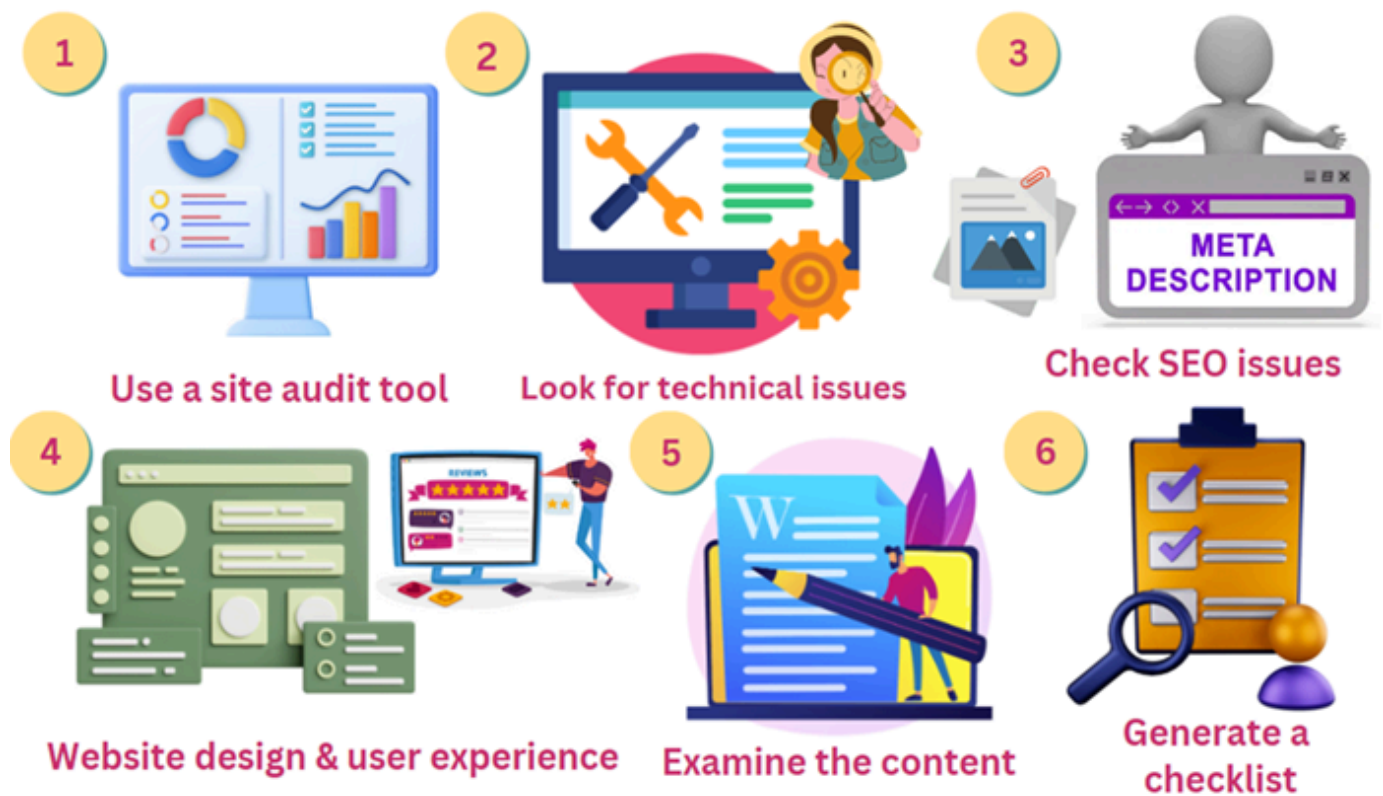 1
2
3
META
DESCRIPTION
Use a site audit tool
Look for technical issues
Check SEO issues
4
REVIEWS
5
W
6
Website design & user experience
Examine the content
Generate a
checklist